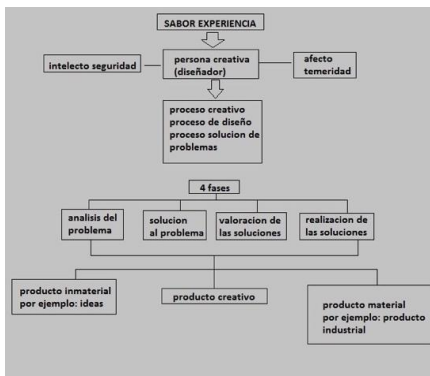 SABOR EXPERIENCIA
intelecto seguridad
persona creativa
(diseñador)
afecto
temeridad
proceso creativo
proceso de diseño
proceso solucion de
problemas
4 fases
analisis del
problema
solucion
al problema
valoracion de
las soluciones
realizacion de
las soluciones
producto inmaterial
por ejemplo: ideas
producto creativo
producto material
por ejemplo: producto
industrial